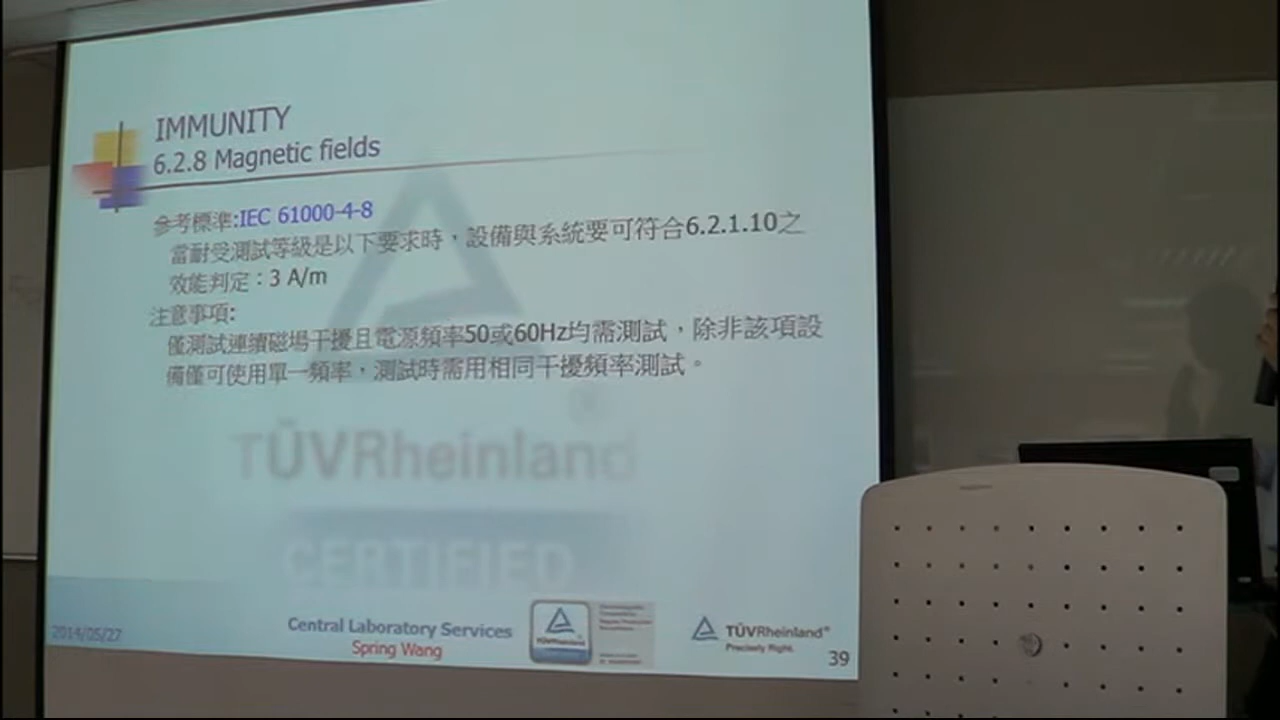 IMMUNITY
6.2.8 Magnetic fields
參考標準:IEC 61000-4-8
當耐受測試等級是以下要求時，設備與系統要可符合6.2.1.10之
效能判定：3 A/m
注意事項:
僅測試連續磁場干擾且電源頻率50或60Hz均需測試，除非該項設
備僅可使用單一頻率，測試時需用相同干擾頻率測試。
TÜVRheinland
CERTIFIED
2014/05/27
Central Laboratory Services
Spring Wang
TÜVRheinland
TÜVRheinland®
Precisely Right.
39